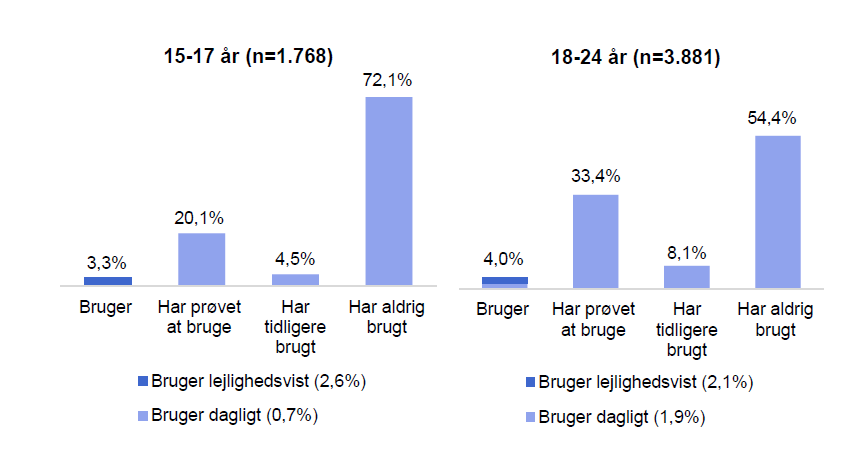 15-17 år (n=1.768)
72,1%
20,1%
4,5%
3,3%
Bruger
Har prøvet
at bruge
Har
tidligere
brugt
Har aldrig
brugt
Bruger lejlighedsvist (2,6%)
Bruger dagligt (0,7%)
18-24 år (n=3.881)
54,4%
33,4%
8,1%
4,0%
Bruger
Har prøvet
at bruge
Har
tidligere
brugt
Har aldrig
brugt
Bruger lejlighedsvist (2,1%)
Bruger dagligt (1,9%)